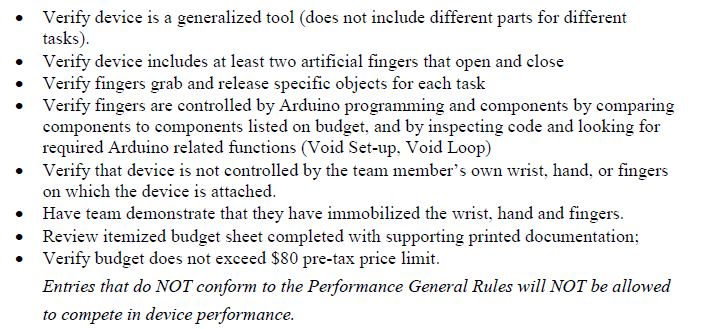 • Verify device is a generalized tool (does not include different parts for different
tasks).
• Verify device includes at least two artificial fingers that open and close
• Verify fingers grab and release specific objects for each task
• Verify fingers are controlled by Arduino programming and components by comparing
components to components listed on budget, and by inspecting code and looking for
required Arduino related functions (Void Set-up, Void Loop)
• Verify that device is not controlled by the team member’s own wrist, hand, or fingers
on which the device is attached.
• Have team demonstrate that they have immobilized the wrist, hand and fingers.
• Review itemized budget sheet completed with supporting printed documentation;
• Verify budget does not exceed $80 pre-tax price limit.
Entries that do NOT conform to the Performance General Rules will NOT be allowed
to compete in device performance.